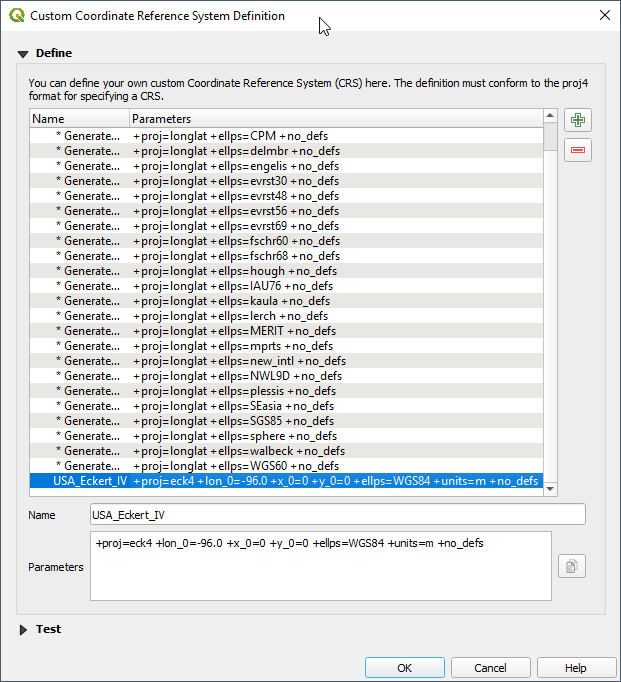 Custom Coordinate Reference System Definition
Define
You can define your own custom Coordinate Reference System (CRS) here. The definition must conform to the proj4
format for specifying a CRS.
Name Parameters
* Generate... +proj=longlat +ellps=CPM +no_defs
* Generate... +proj=longlat +ellps=delmbr +no_defs
* Generate... +proj=longlat +ellps=engelis +no_defs
* Generate... +proj=longlat +ellps=evrst30 +no_defs
* Generate... +proj=longlat +ellps=evrst48 +no_defs
* Generate... +proj=longlat +ellps=evrst56 +no_defs
* Generate... +proj=longlat +ellps=evrst69 +no_defs
* Generate... +proj=longlat +ellps=fschr60 +no_defs
* Generate... +proj=longlat +ellps=fschr68 +no_defs
* Generate... +proj=longlat +ellps=hough +no_defs
* Generate... +proj=longlat +ellps=IAU76 +no_defs
* Generate... +proj=longlat +ellps=kaula +no_defs
* Generate... +proj=longlat +ellps=lerch +no_defs
* Generate... +proj=longlat +ellps=MERIT +no_defs
* Generate... +proj=longlat +ellps=mprts +no_defs
* Generate... +proj=longlat +ellps=new_intl +no_defs
* Generate... +proj=longlat +ellps=NWL9D +no_defs
* Generate... +proj=longlat +ellps=plessis +no_defs
* Generate... +proj=longlat +ellps=SEasia +no_defs
* Generate... +proj=longlat +ellps=SGS85 +no_defs
* Generate... +proj=longlat +ellps=sphere +no_defs
* Generate... +proj=longlat +ellps=walbeck +no_defs
* Generate... +proj=longlat +ellps=WGS60 +no_defs
USA_Eckert_IV +proj=eck4 +lon_0=-96.0 +x_0=0 +y_0=0 +ellps=WGS84 +units=m +no_defs
Name USA_Eckert_IV
+proj=eck4 +lon_0=-96.0 +x_0=0 +y_0=0 +ellps=WGS84 +units=m +no_defs
Parameters
Test
OK Cancel Help